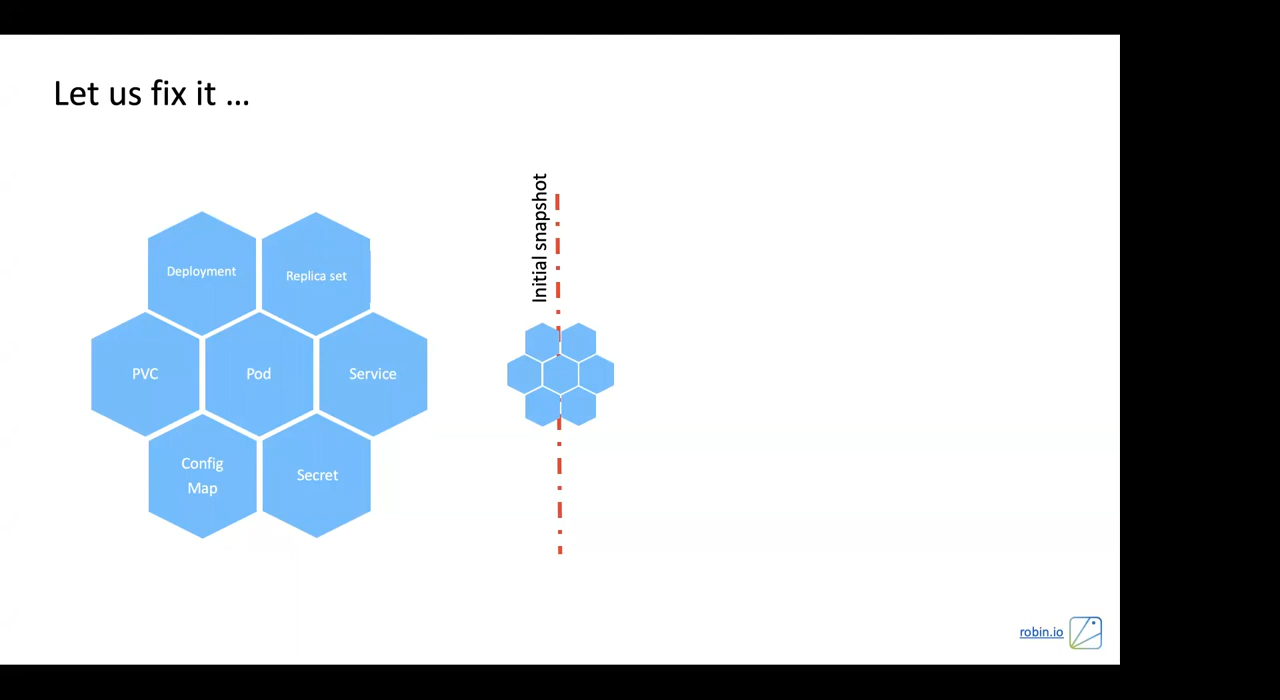 Let us fix it ...
Initial snapshot
Deployment
Replica set
PVC
Pod
Service
Config
Map
Secret
robin.io